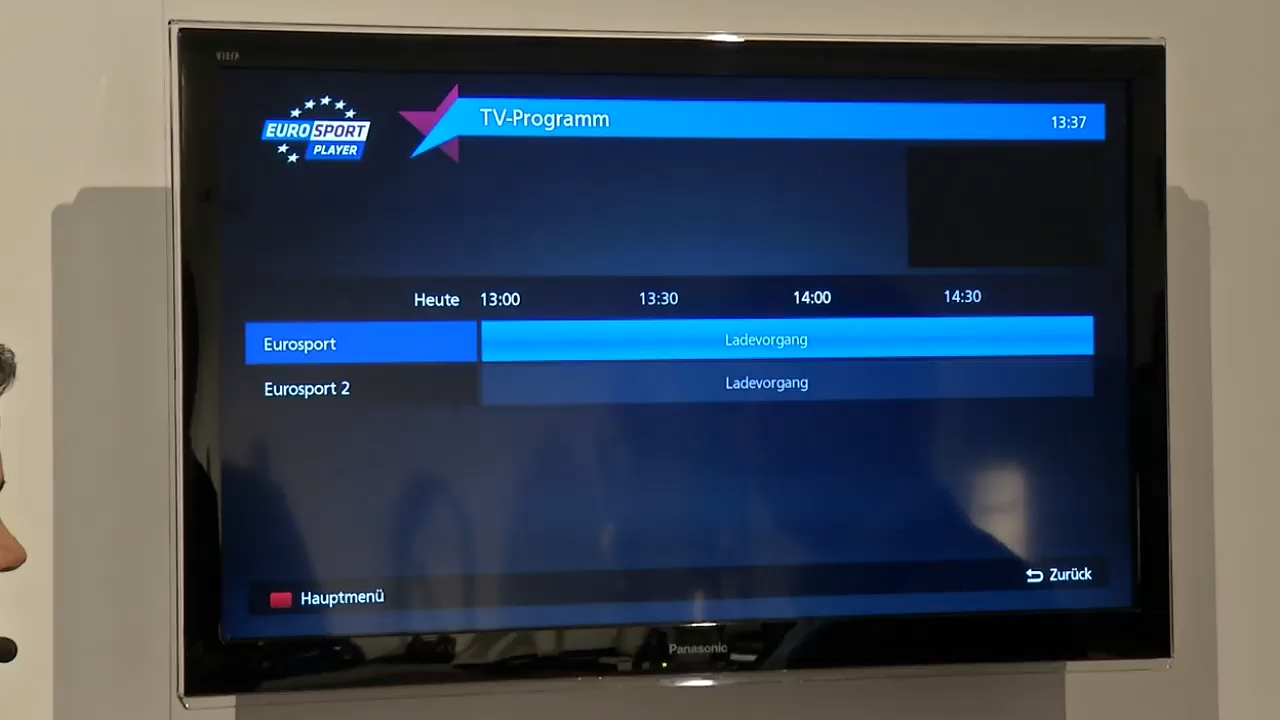 VIERA
EUROSPORT
PLAYER
TV-Programm
13:37
Heute 13:00 13:30 14:00 14:30
Eurosport Ladevorgang
Eurosport 2 Ladevorgang
Hauptmenü
Zurück
Panasonic